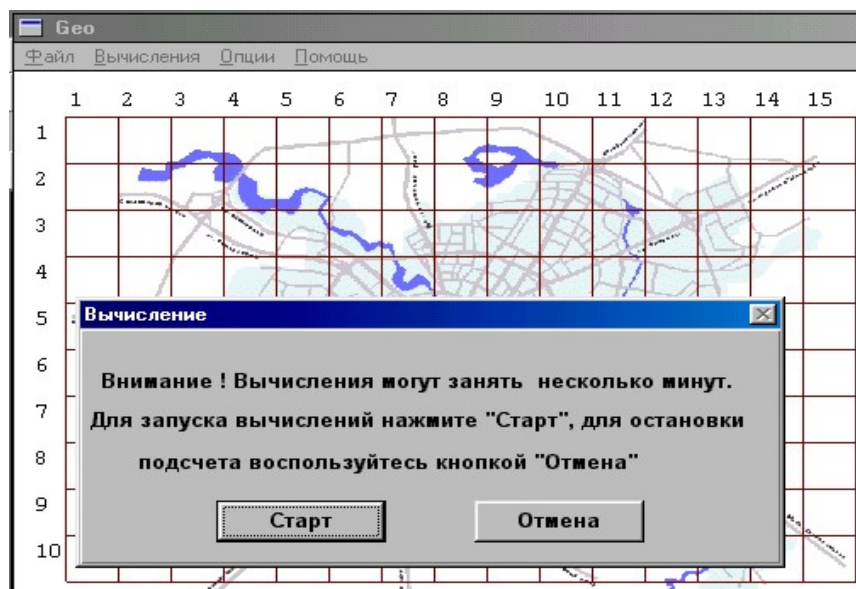 Geo
Файл Вычисления Опции Помощь
1 2 3 4 5 6 7 8 9 10 11 12 13 14 15
1
2
3
4
5
6
7
8
9
10
Вычисление
Внимание ! Вычисления могут занять несколько минут.
Для запуска вычислений нажмите "Старт", для остановки
подсчета воспользуйтесь кнопкой "Отмена"
Старт Отмена